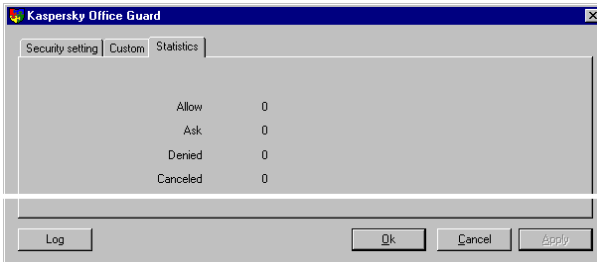 Kaspersky Office Guard
Security setting Custom Statistics
Allow 0
Ask 0
Denied 0
Canceled 0
Log Ok Cancel Apply